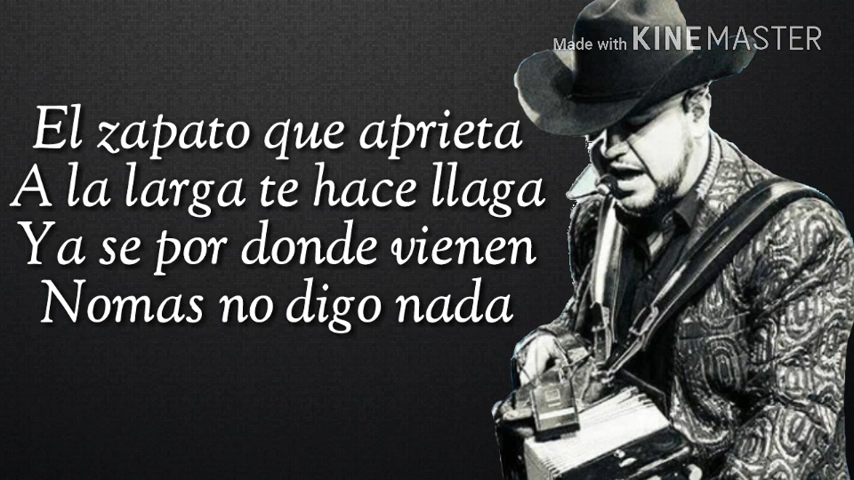 Made with KINEMASTER
El zapato que aprieta
A la larga te hace llaga
Ya se por donde vienen
Nomas no digo nada